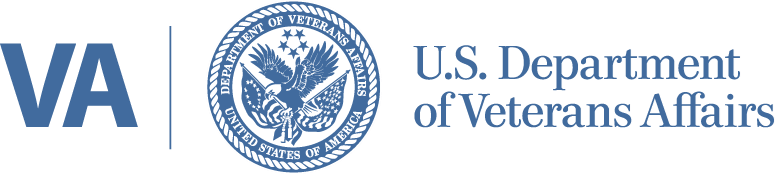 VA
DEPARTMENT OF VETERANS AFFAIRS
UNITED STATES OF AMERICA
U.S. Department
of Veterans Affairs